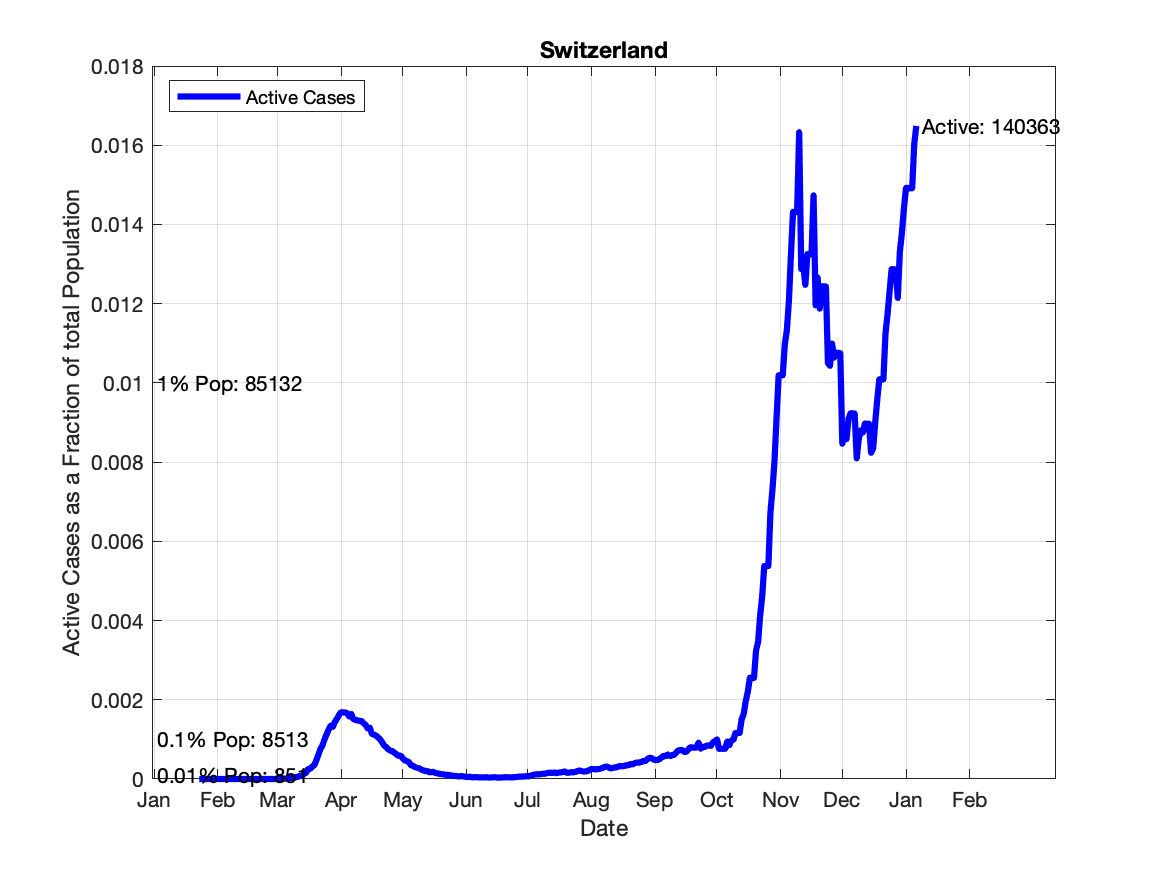 Switzerland
Active Cases
Active Cases as a Fraction of total Population
0.018
0.016
0.014
0.012
0.01
0.008
0.006
0.004
0.002
0
Active: 140363
1% Pop: 85132
0.1% Pop: 8513
0.01% Pop: 851
Jan Feb Mar Apr May Jun Jul Aug Sep Oct Nov Dec Jan Feb
Date